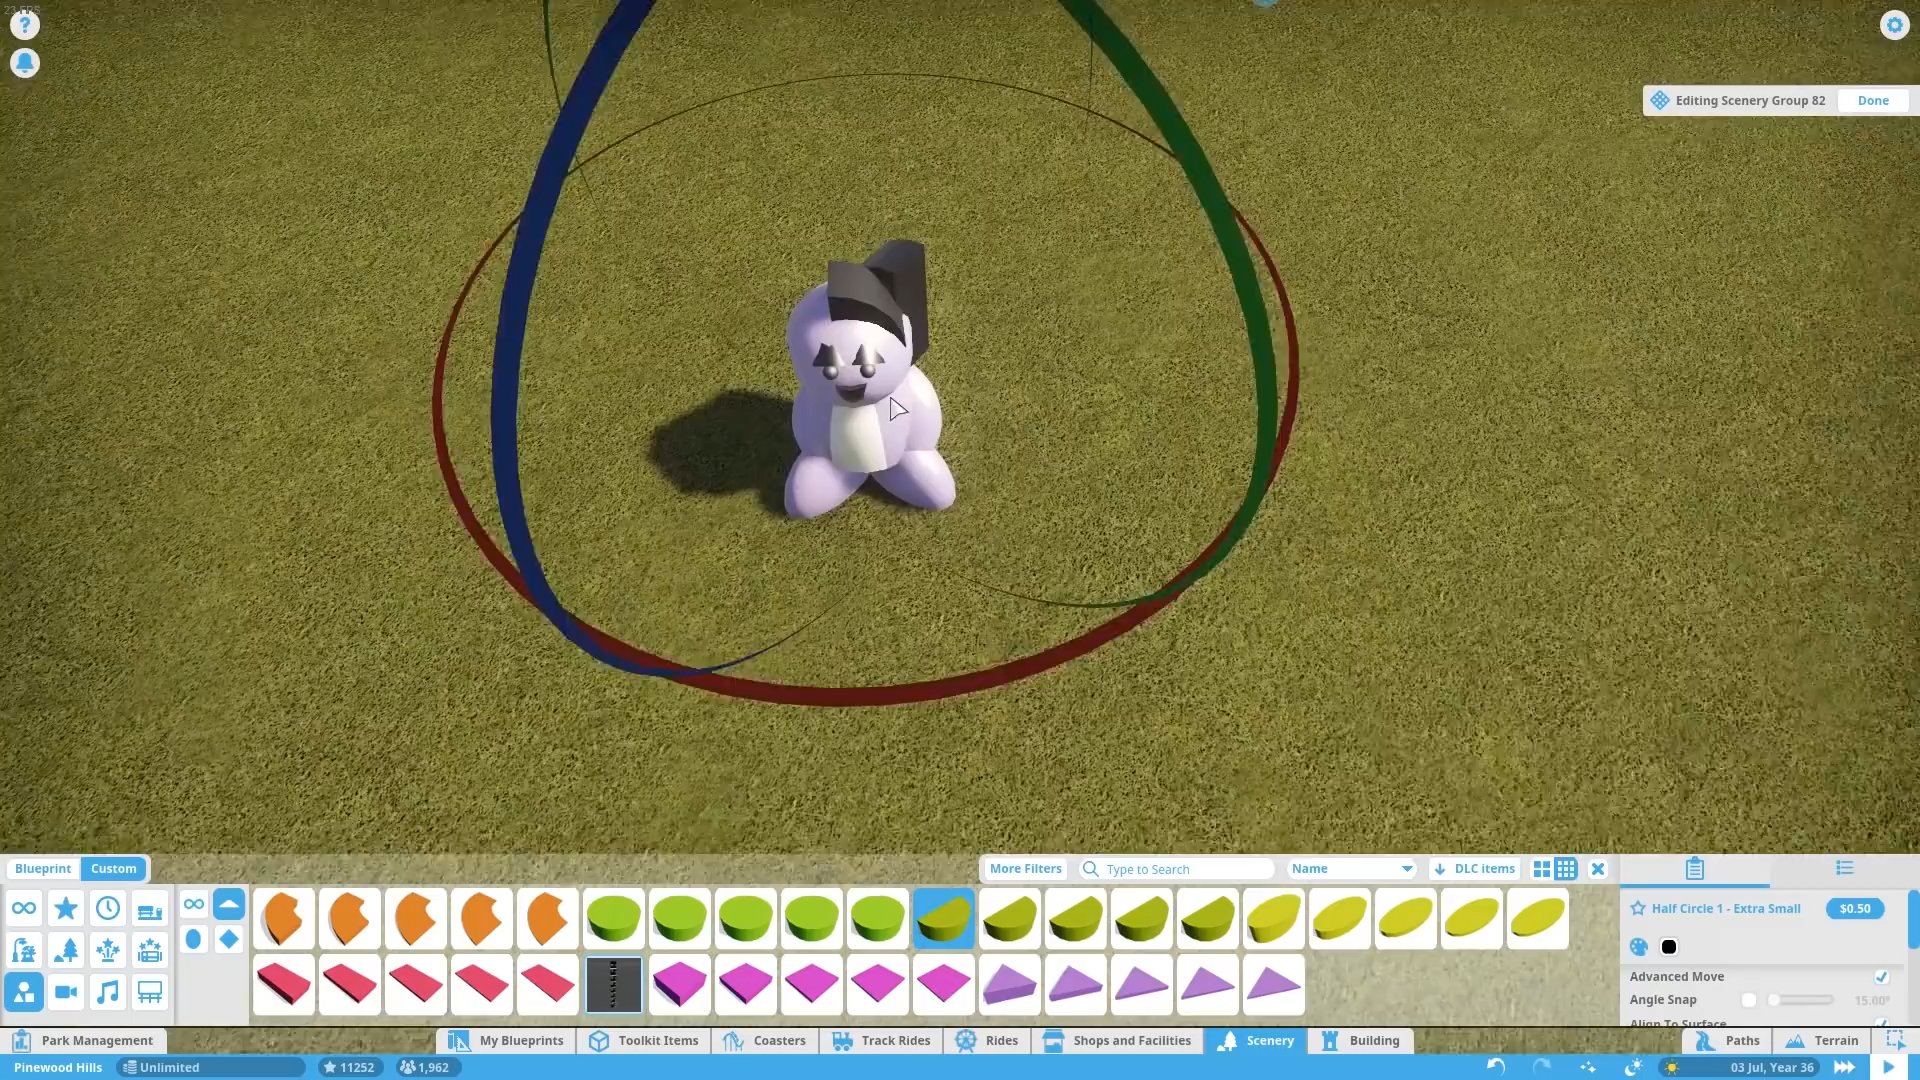 23 FPS
?
Editing Scenery Group 82
Done
Blueprint
Custom
More Filters
Type to Search
Name
DLC items
Half Circle 1 - Extra Small
$0.50
Advanced Move
Angle Snap
15.00°
Align To Surface
Park Management
My Blueprints
Toolkit Items
Coasters
Track Rides
Rides
Shops and Facilities
Scenery
Building
Paths
Terrain
Pinewood Hills
Unlimited
11252
1,962
03 Jul, Year 36